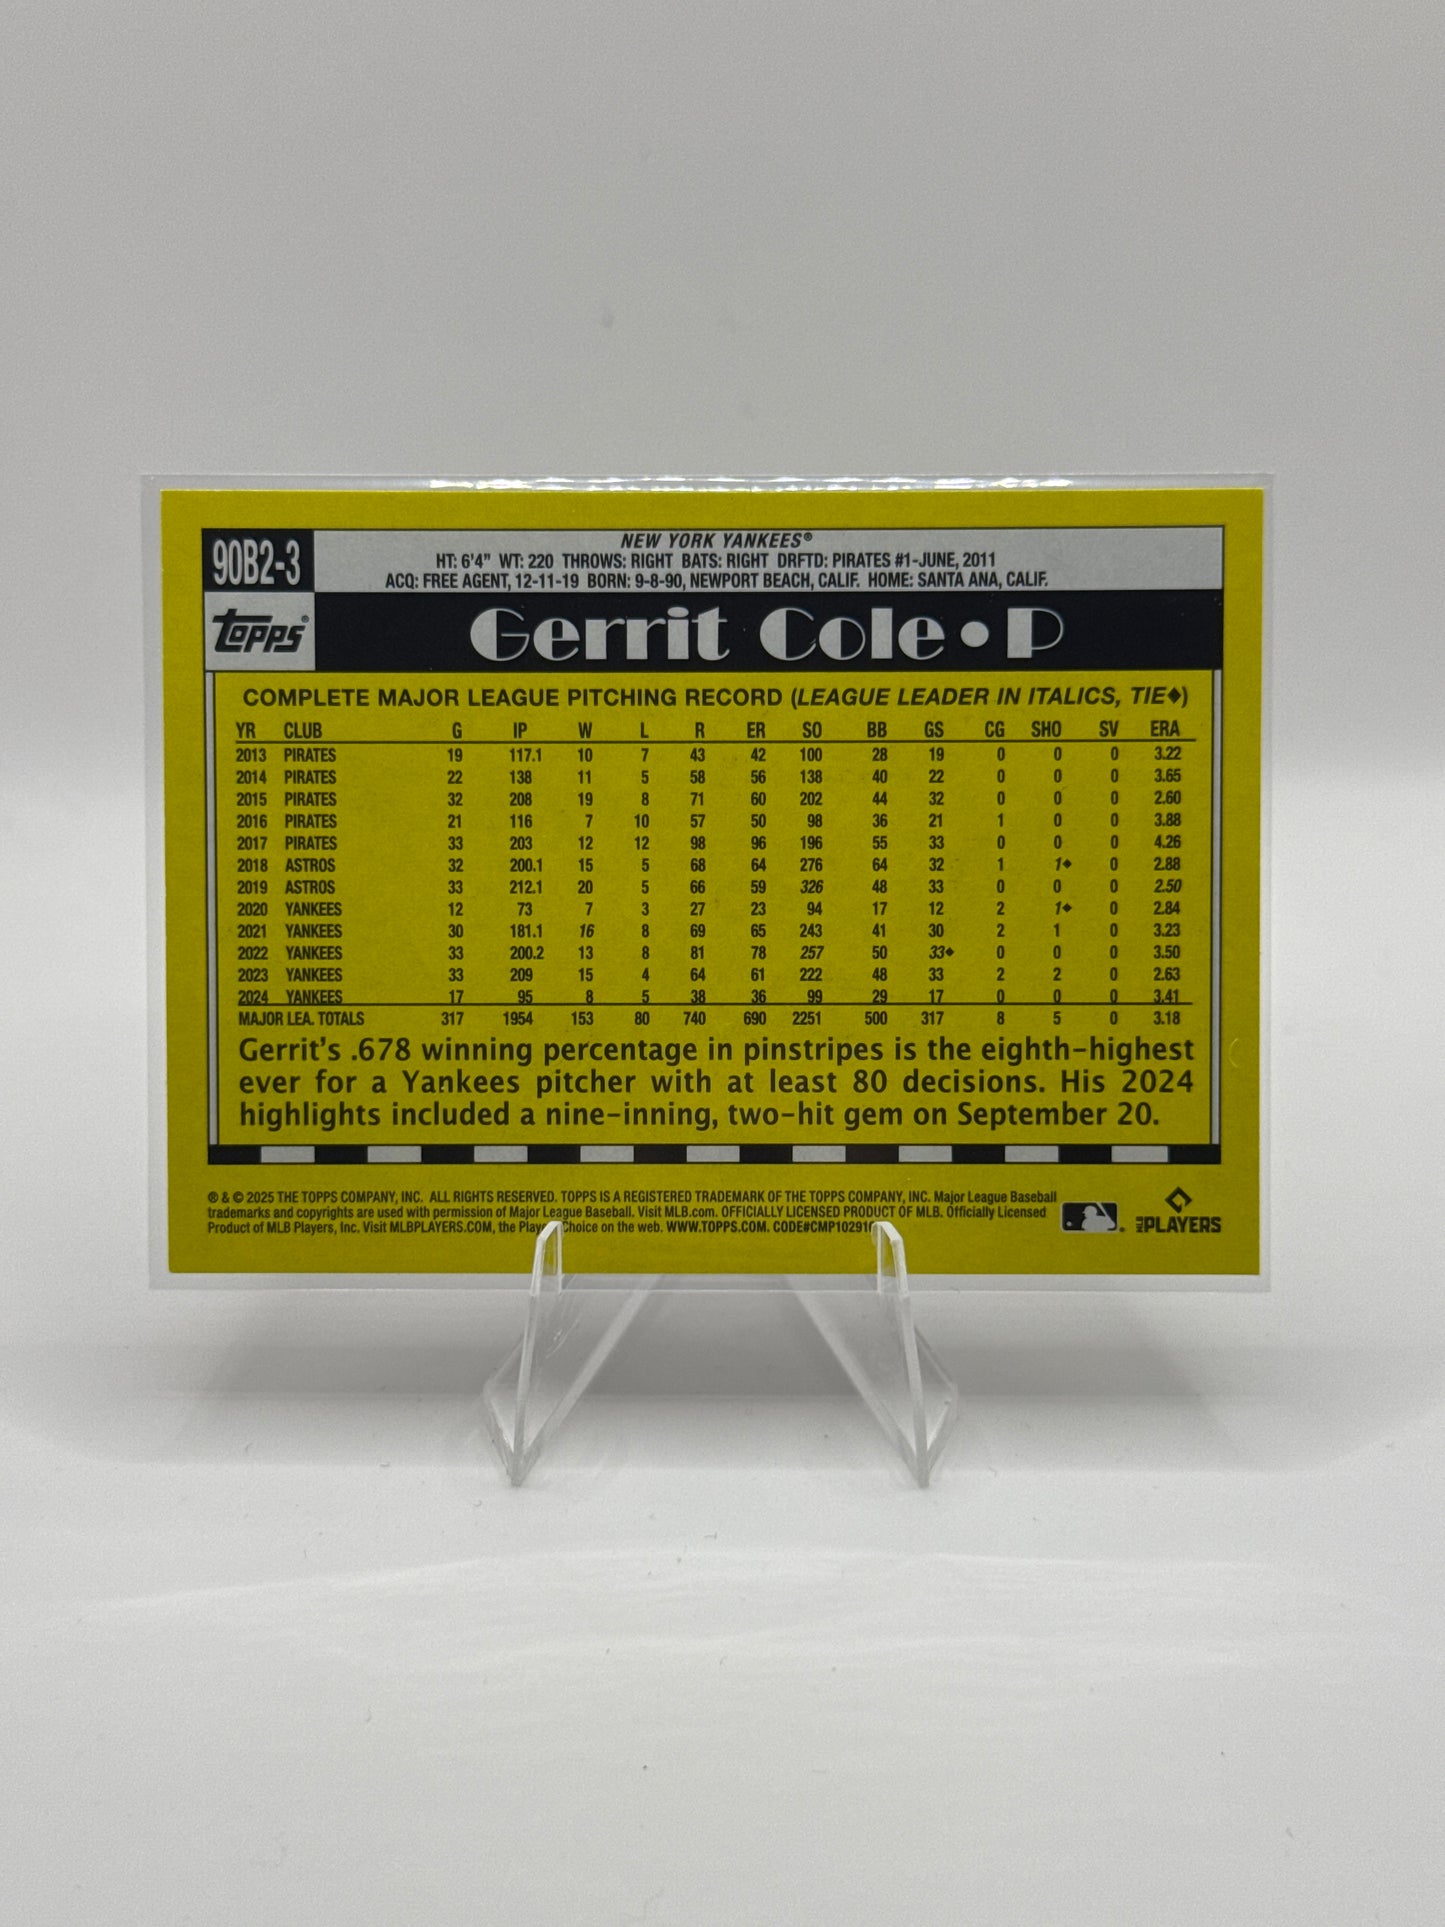 90B2-3
NEW YORK YANKEES®
HT: 6'4" WT: 220 THROWS: RIGHT BATS: RIGHT DRFTD: PIRATES #1-JUNE, 2011
ACQ: FREE AGENT, 12-11-19 BORN: 9-8-90, NEWPORT BEACH, CALIF. HOME: SANTA ANA, CALIF.
topps®
Gerrit Cole • P
COMPLETE MAJOR LEAGUE PITCHING RECORD (LEAGUE LEADER IN ITALICS, TIE◆)
YR CLUB G IP W L R ER SO BB GS CG SHO SV ERA
2013 PIRATES 19 117.1 10 7 43 42 100 28 19 0 0 0 3.22
2014 PIRATES 22 138 11 5 58 56 138 40 22 0 0 0 3.65
2015 PIRATES 32 208 19 8 71 60 202 44 32 0 0 0 2.60
2016 PIRATES 21 116 7 10 57 50 98 36 21 1 0 0 3.88
2017 PIRATES 33 203 12 12 98 96 196 55 33 0 0 0 4.26
2018 ASTROS 32 200.1 15 5 68 64 276 64 32 1 1◆ 0 2.88
2019 ASTROS 33 212.1 20 5 66 59 326 48 33 0 0 0 2.50
2020 YANKEES 12 73 7 3 27 23 94 17 12 2 1◆ 0 2.84
2021 YANKEES 30 181.1 16 8 69 65 243 41 30 2 1 0 3.23
2022 YANKEES 33 200.2 13 8 81 78 257 50 33◆ 0 0 0 3.50
2023 YANKEES 33 209 15 4 64 61 222 48 33 2 2 0 2.63
2024 YANKEES 17 95 8 5 38 36 99 29 17 0 0 0 3.41
MAJOR LEA. TOTALS 317 1954 153 80 740 690 2251 500 317 8 5 0 3.18
Gerrit's .678 winning percentage in pinstripes is the eighth-highest
ever for a Yankees pitcher with at least 80 decisions. His 2024
highlights included a nine-inning, two-hit gem on September 20.
® & © 2025 THE TOPPS COMPANY, INC. ALL RIGHTS RESERVED. TOPPS IS A REGISTERED TRADEMARK OF THE TOPPS COMPANY, INC. Major League Baseball
trademarks and copyrights are used with permission of Major League Baseball. Visit MLB.com. OFFICIALLY LICENSED PRODUCT OF MLB. Officially Licensed
Product of MLB Players, Inc. Visit MLBPLAYERS.COM, the Choice on the web. WWW.TOPPS.COM. CODE#CMP102910
MLB PLAYERS